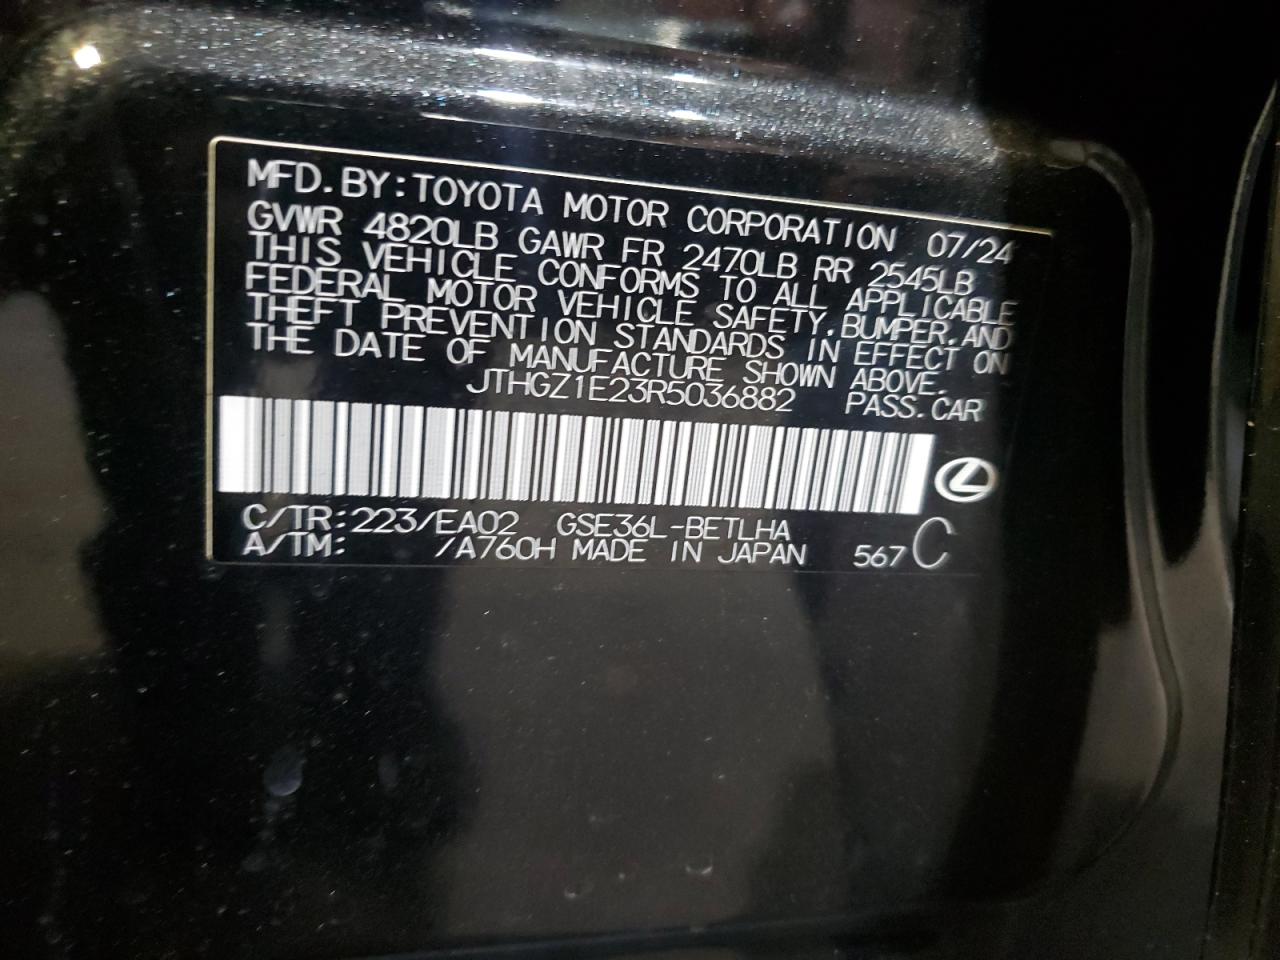 MFD.BY:TOYOTA MOTOR CORPORATION 07/24
GVWR 4820LB GAWR FR 2470LB RR 2545LB
THIS VEHICLE CONFORMS TO ALL APPLICABLE
FEDERAL MOTOR VEHICLE SAFETY,BUMPER,AND
THEFT PREVENTION STANDARDS IN EFFECT ON
THE DATE OF MANUFACTURE SHOWN ABOVE.
JTHGZ1E23R5036882 PASS.CAR
C/TR:223/EA02 GSE36L-BETLHA
A/TM: /A760H MADE IN JAPAN 567 C